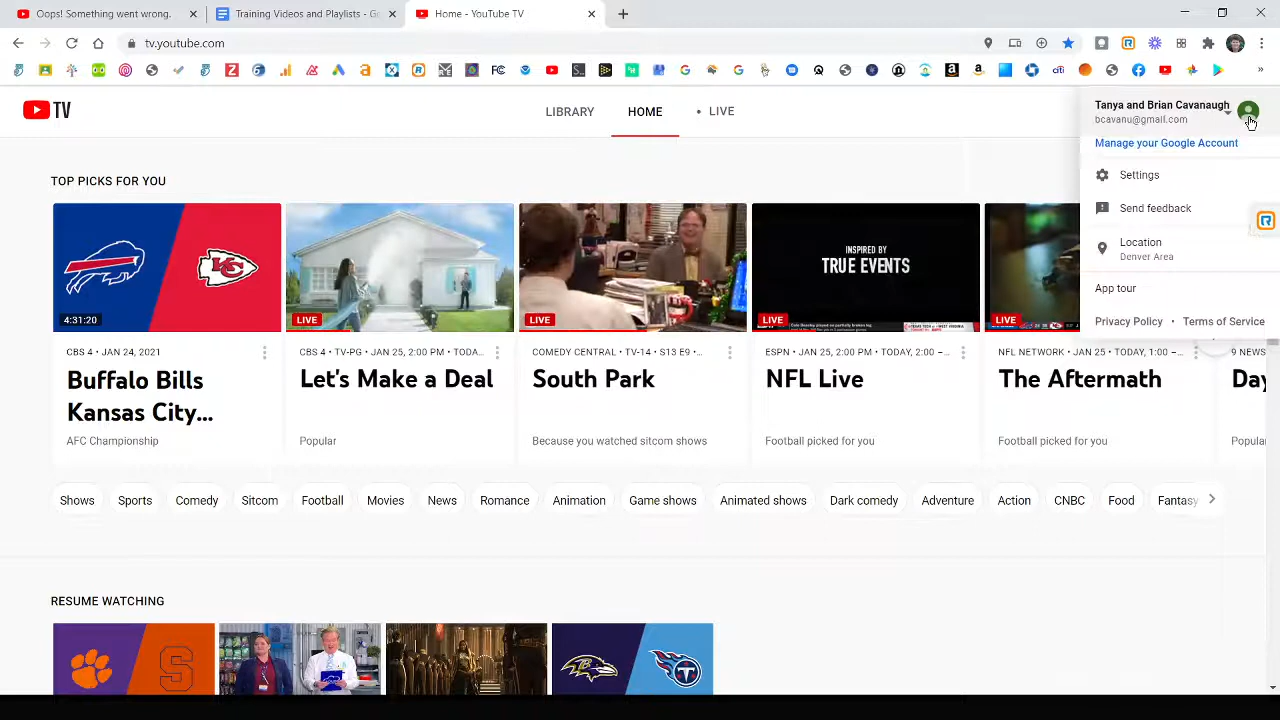 Oops! Something went wrong.
Training Videos and Playlists - Go
Home - YouTube TV
tv.youtube.com
TV
LIBRARY
HOME
• LIVE
Tanya and Brian Cavanaugh
bcavanu@gmail.com
Manage your Google Account
Settings
Send feedback
Location
Denver Area
App tour
Privacy Policy • Terms of Service
TOP PICKS FOR YOU
4:31:20
LIVE
LIVE
INSPIRED BY
TRUE EVENTS
LIVE
LIVE
CBS 4 • JAN 24, 2021
Buffalo Bills
Kansas City...
AFC Championship
CBS 4 • TV-PG • JAN 25, 2:00 PM • TODA...
Let's Make a Deal
Popular
COMEDY CENTRAL • TV-14 • S13 E9 •...
South Park
Because you watched sitcom shows
ESPN • JAN 25, 2:00 PM • TODAY, 2:00 –...
NFL Live
Football picked for you
NFL NETWORK • JAN 25 • TODAY, 1:00 –...
The Aftermath
Football picked for you
9 NEWS
Day
Popula
Shows
Sports
Comedy
Sitcom
Football
Movies
News
Romance
Animation
Game shows
Animated shows
Dark comedy
Adventure
Action
CNBC
Food
Fantasy
RESUME WATCHING